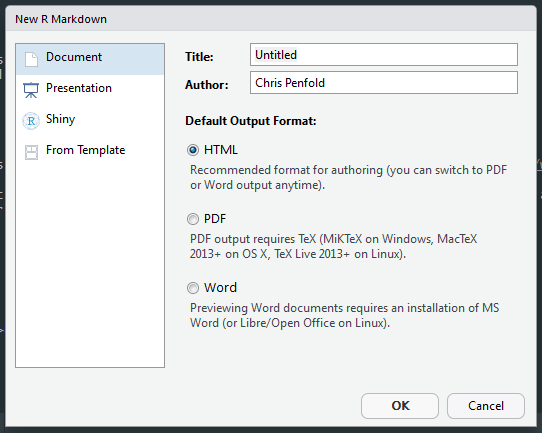 New R Markdown
Document
Presentation
Shiny
From Template
Title: Untitled
Author: Chris Penfold
Default Output Format:
HTML
Recommended format for authoring (you can switch to PDF
or Word output anytime).
PDF
PDF output requires TeX (MiKTeX on Windows, MacTeX
2013+ on OS X, TeX Live 2013+ on Linux).
Word
Previewing Word documents requires an installation of MS
Word (or Libre/Open Office on Linux).
OK Cancel